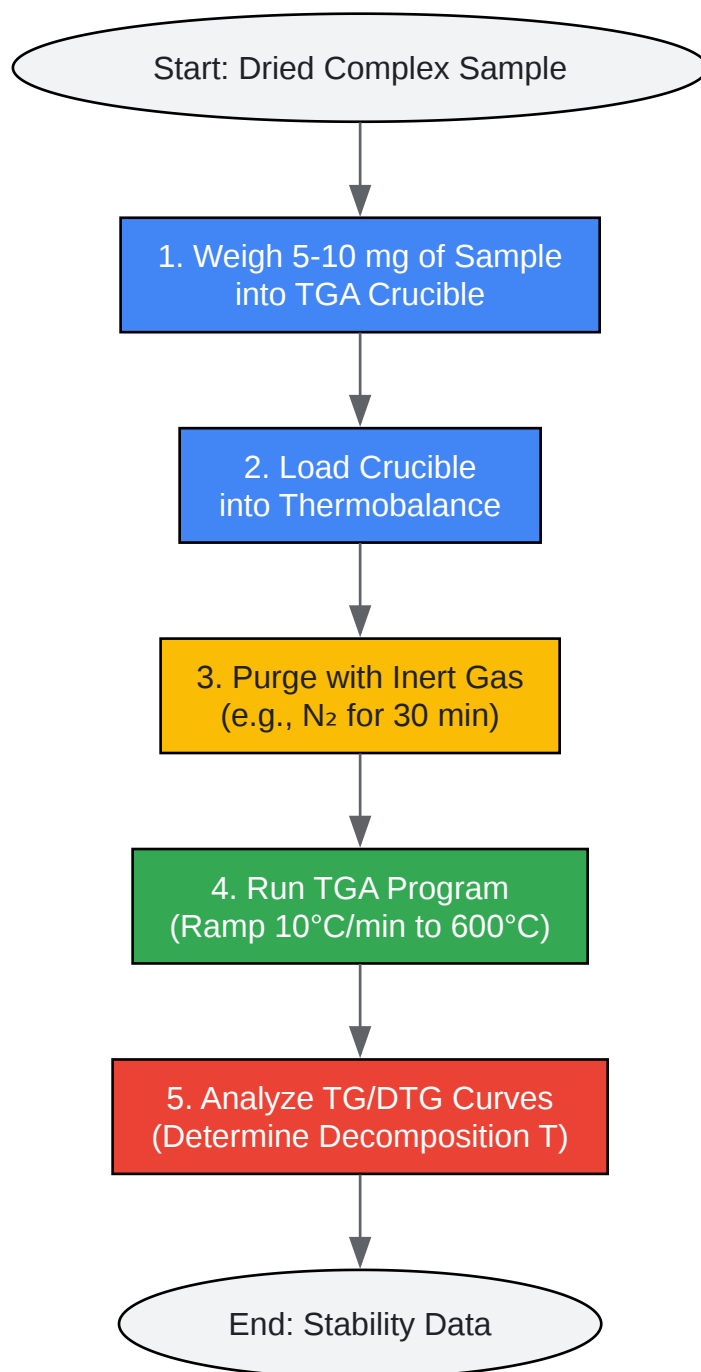 Start: Dried Complex Sample
1. Weigh 5-10 mg of Sample
into TGA Crucible
2. Load Crucible
into Thermobalance
3. Purge with Inert Gas
(e.g., N₂ for 30 min)
4. Run TGA Program
(Ramp 10°C/min to 600°C)
5. Analyze TG/DTG Curves
(Determine Decomposition T)
End: Stability Data